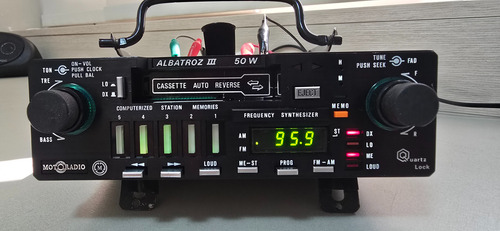 ALBATROZ III 50 W
TON
ON-VOL
PUSH CLOCK
PULL BAL
TRE
BASS
LO
DX
CASSETTE AUTO REVERSE
EJECT
H
M
TUNE
PUSH SEEK
FAD
F
R
COMPUTERIZED STATION MEMORIES
5 4 3 2 1
MEMO
FREQUENCY SYNTHESIZER
AM
FM
95.9
ST
DX
LO
ME
LOUD
MOTORADIO
M
LOUD
ME-ST
PROG
FM-AM
Quartz
Lock